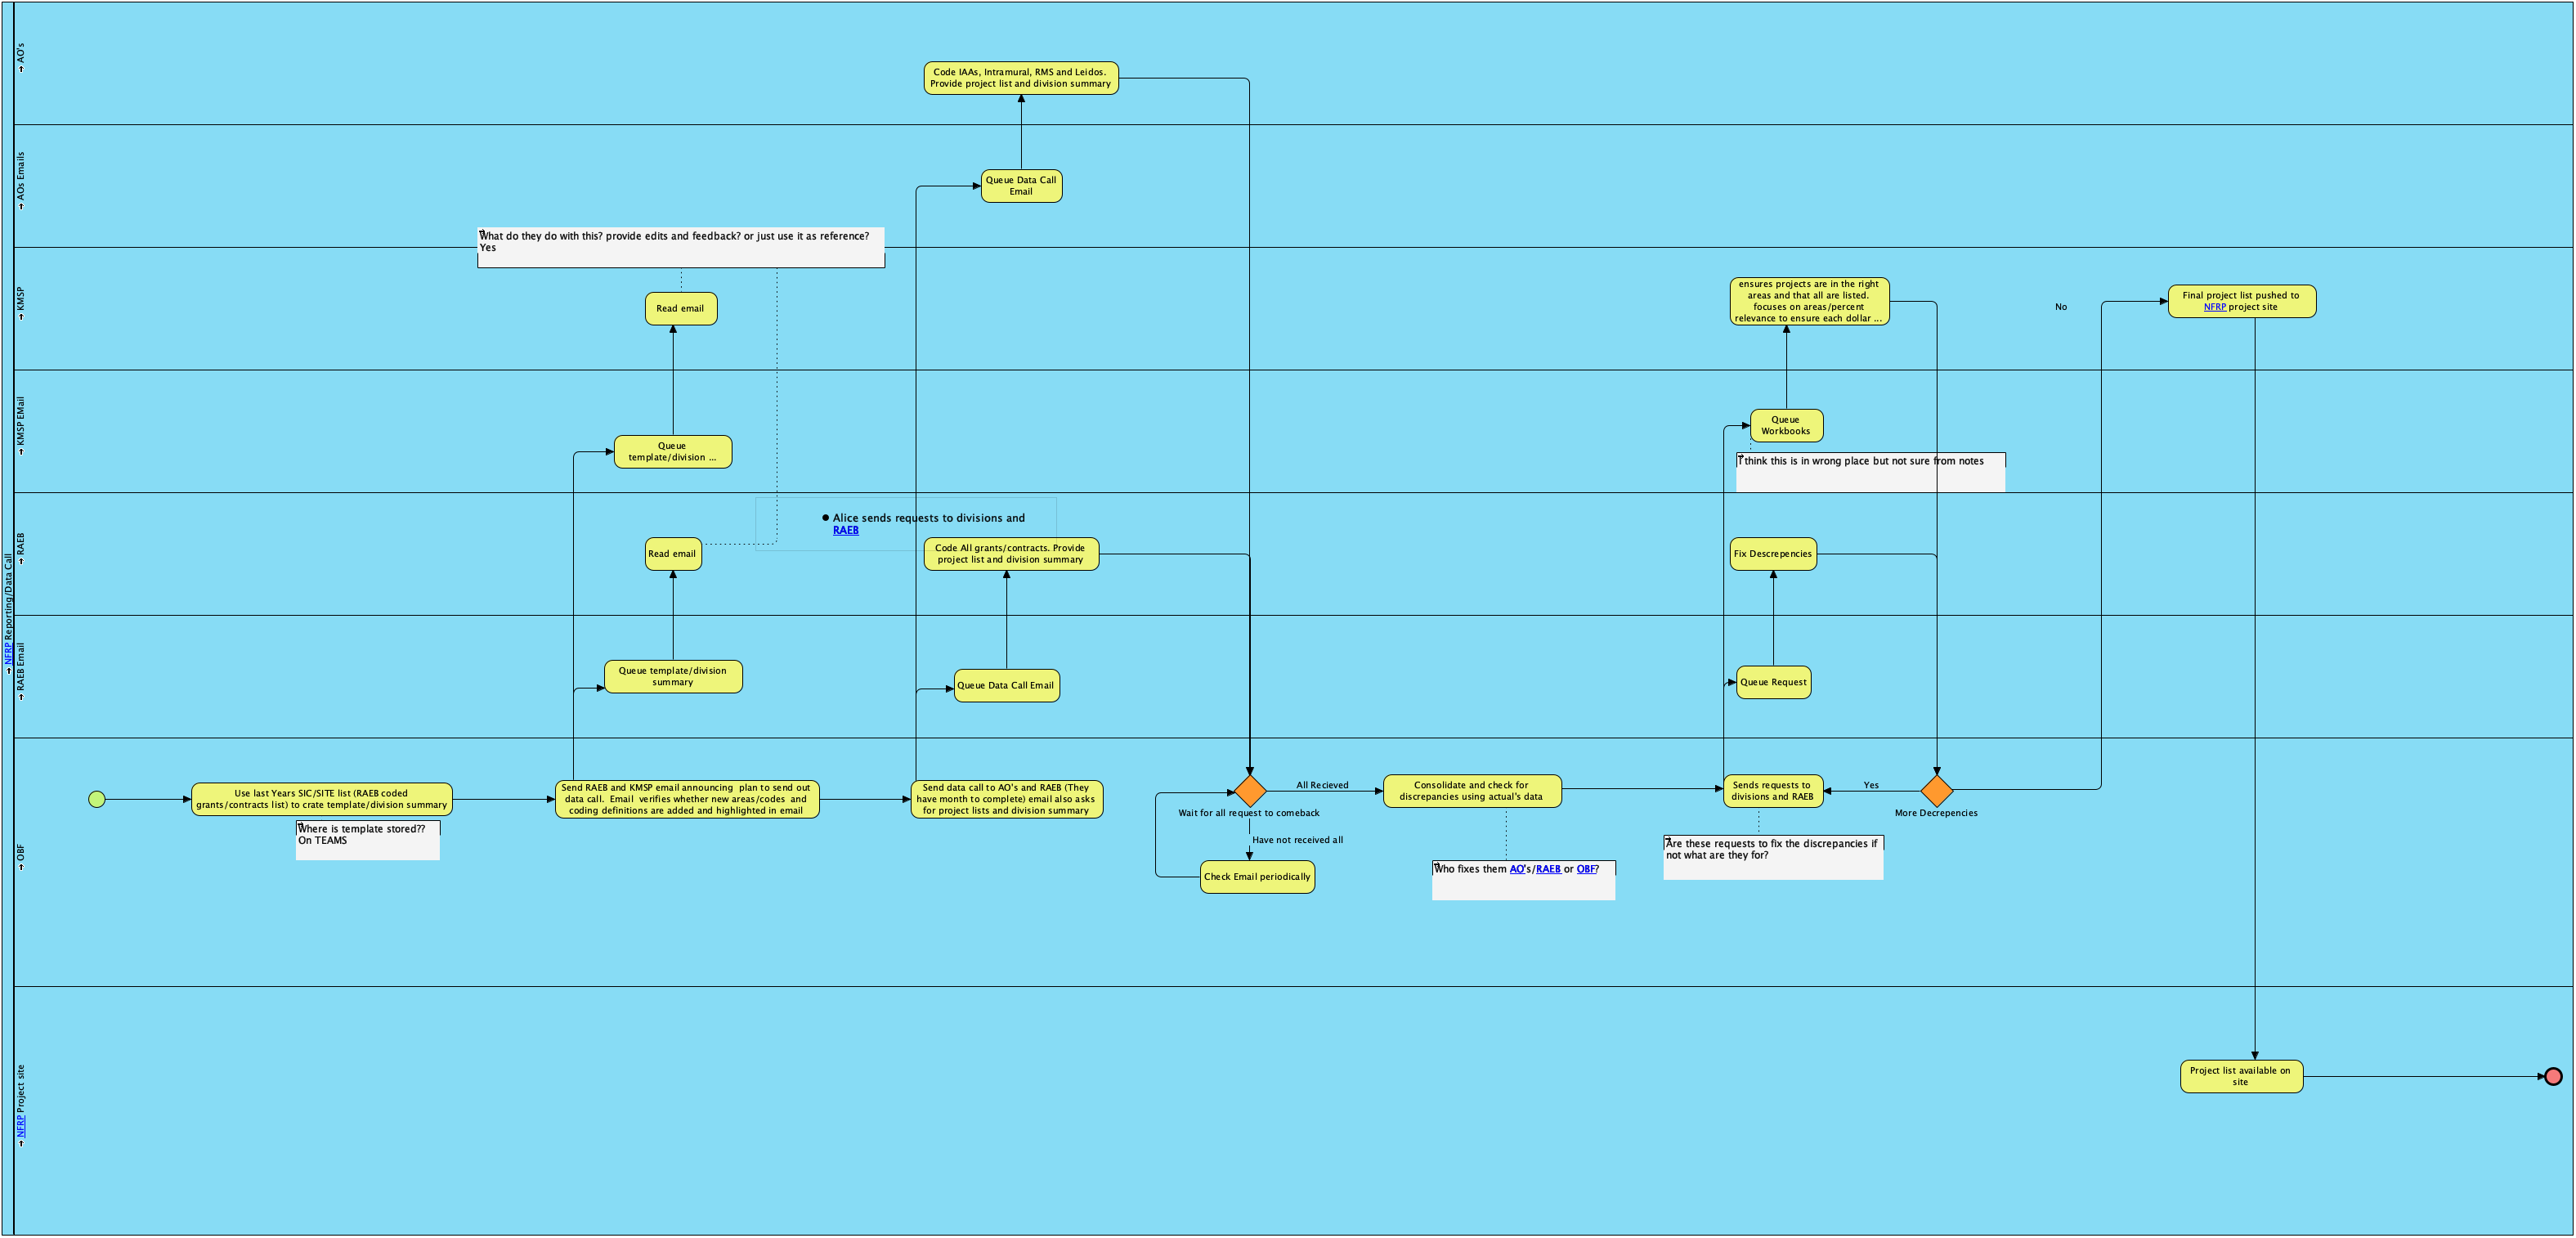 NFRP Reporting/Data Call
AO's
Code IAAs, Intramural, RMS and Leidos.
Provide project list and division summary
AOs Emails
Queue Data Call
Email
What do they do with this? provide edits and feedback? or just use it as reference?
Yes
KMSP
Read email
ensures projects are in the right
areas and that all are listed.
focuses on areas/percent
relevance to ensure each dollar ...
No
Final project list pushed to
NFRP project site
KMSP EMail
Queue
template/division ...
Queue
Workbooks
I think this is in wrong place but not sure from notes
RAEB
Alice sends requests to divisions and
RAEB
Read email
Code All grants/contracts. Provide
project list and division summary
Fix Descrepencies
RAEB Email
Queue template/division
summary
Queue Data Call Email
Queue Request
OBF
Use last Years SIC/SITE list (RAEB coded
grants/contracts list) to crate template/division summary
Where is template stored??
On TEAMS
Send RAEB and KMSP email announcing plan to send out
data call. Email verifies whether new areas/codes and
coding definitions are added and highlighted in email
Send data call to AO's and RAEB (They
have month to complete) email also asks
for project lists and division summary
All Recieved
Wait for all request to comeback
Have not received all
Check Email periodically
Consolidate and check for
discrepancies using actual's data
Who fixes them AO's/RAEB or OBF?
Sends requests to
divisions and RAEB
Yes
More Decrepencies
Are these requests to fix the discrepancies if
not what are they for?
NFRP Project site
Project list available on
site